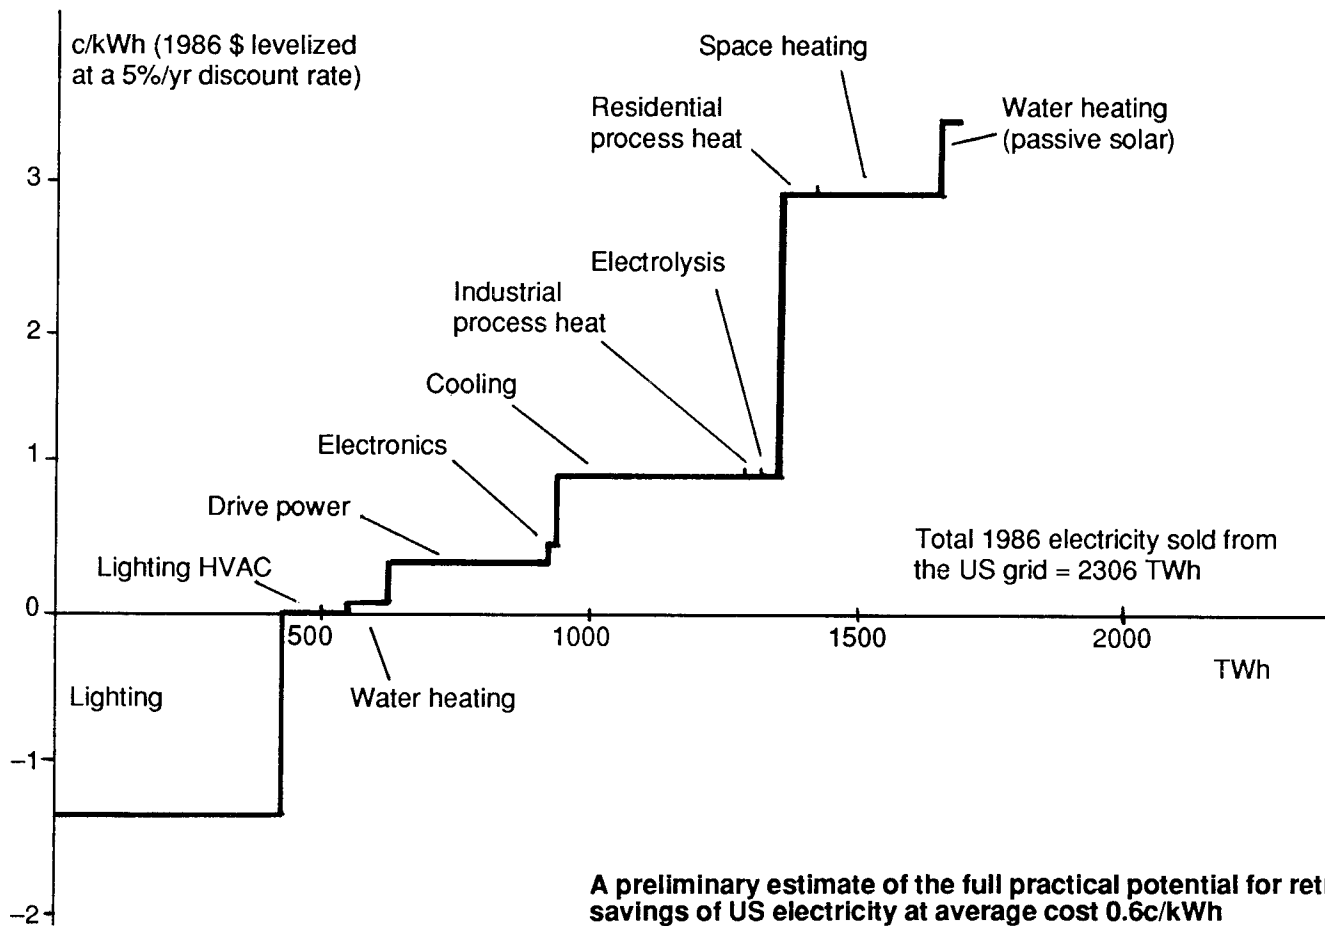 c/kWh (1986 $ levelized
at a 5%/yr discount rate)
Space heating
Residential
process heat
Water heating
(passive solar)
3
Electrolysis
Industrial
process heat
2
Cooling
1
Electronics
Drive power
Lighting HVAC
Total 1986 electricity sold from
the US grid = 2306 TWh
0
500
1000
1500
2000
TWh
Lighting
Water heating
–1
–2
A preliminary estimate of the full practical potential for ret
savings of US electricity at average cost 0.6c/kWh